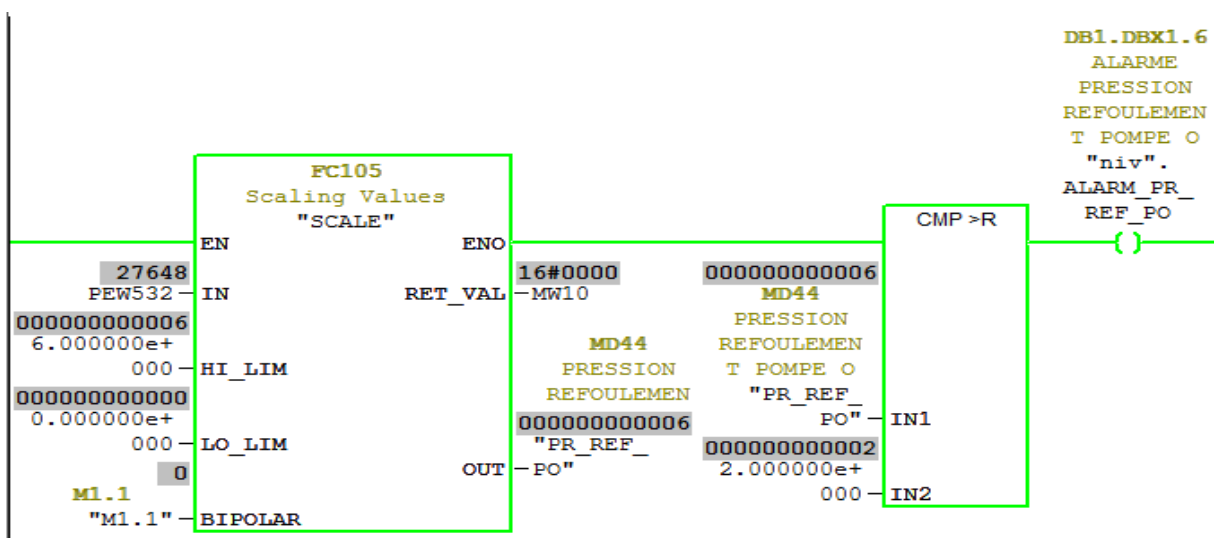 DB1.DBX1.6
ALARME
PRESSION
REFOULEMEN
T POMPE O
"niv".
ALARM_PR_
REF_PO
FC105
Scaling Values
"SCALE"
EN
ENO
27648
PEW532
IN
16#0000
RET_VAL
MW10
000000000006
6.000000e+
000
HI_LIM
000000000000
0.000000e+
000
LO_LIM
0
M1.1
"M1.1"
BIPOLAR
MD44
PRESSION
REFOULEMEN
000000000006
"PR_REF_
OUT
PO"
CMP >R
000000000006
MD44
PRESSION
REFOULEMEN
T POMPE O
"PR_REF_
PO"
IN1
000000000002
2.000000e+
000
IN2